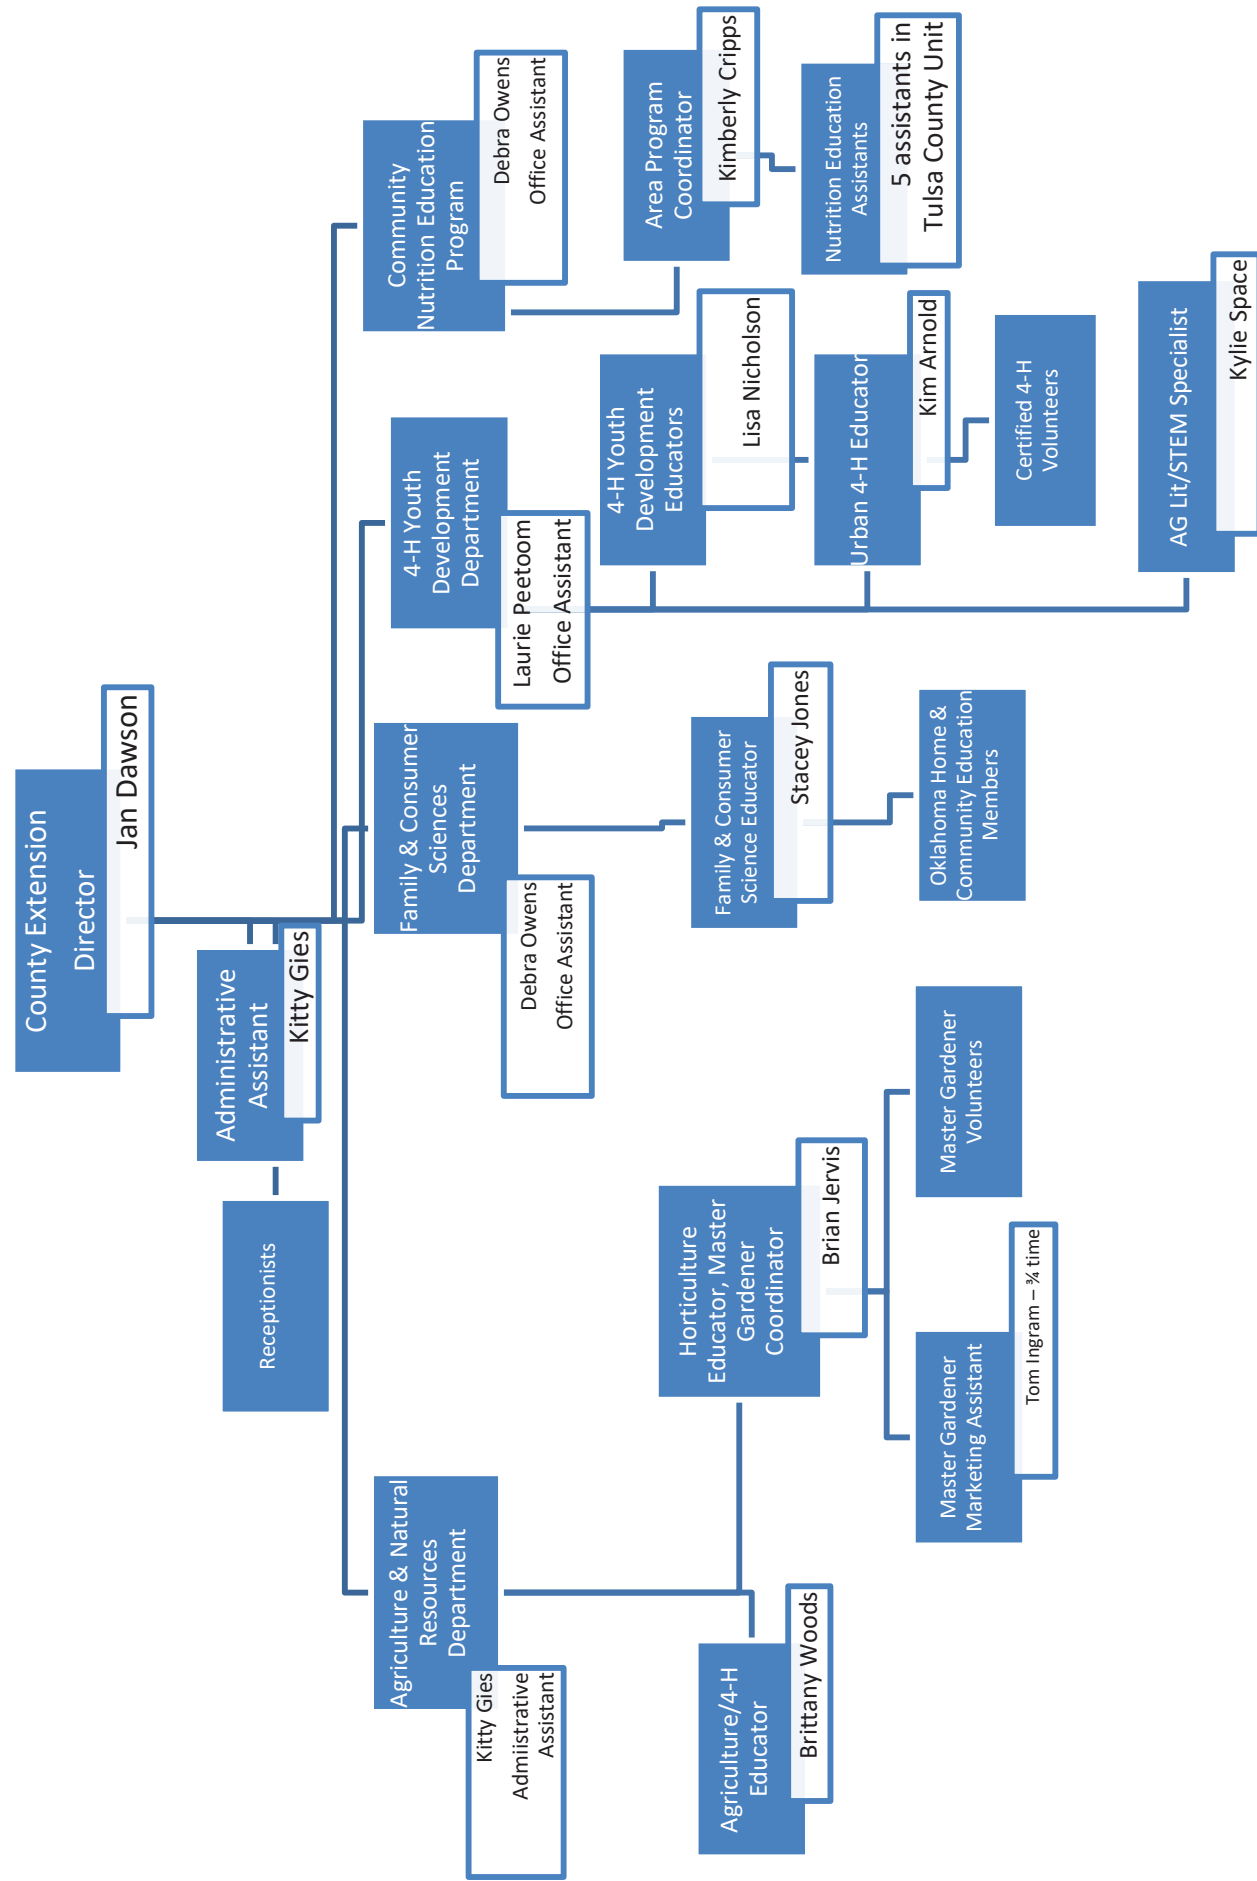 County Extension
Director
Jan Dawson
Administrative
Assistant
Kitty Gies
Receptionists
Agriculture & Natural
Resources
Department
Kitty Gies
Admiistrative
Assistant
Family & Consumer
Sciences
Department
Debra Owens
Office Assistant
4-H Youth
Development
Department
Laurie Peetoom
Office Assistant
Community
Nutrition Education
Program
Debra Owens
Office Assistant
Agriculture/4-H
Educator
Brittany Woods
Horticulture
Educator, Master
Gardener
Coordinator
Brian Jervis
Master Gardener
Marketing Assistant
Tom Ingram – ¾ time
Master Gardener
Volunteers
Family & Consumer
Science Educator
Stacey Jones
Oklahoma Home &
Community Education
Members
4-H Youth
Development
Educators
Lisa Nicholson
Urban 4-H Educator
Kim Arnold
Certified 4-H
Volunteers
AG Lit/STEM Specialist
Kylie Space
Area Program
Coordinator
Kimberly Cripps
Nutrition Education
Assistants
5 assistants in
Tulsa County Unit